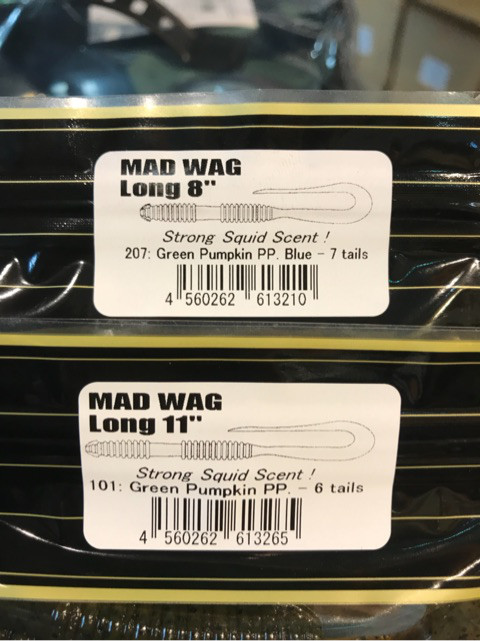 MAD WAG
Long 8"
Strong Squid Scent !
207: Green Pumpkin PP. Blue - 7 tails
4 560262 613210
MAD WAG
Long 11"
Strong Squid Scent !
101: Green Pumpkin PP. - 6 tails
4 560262 613265